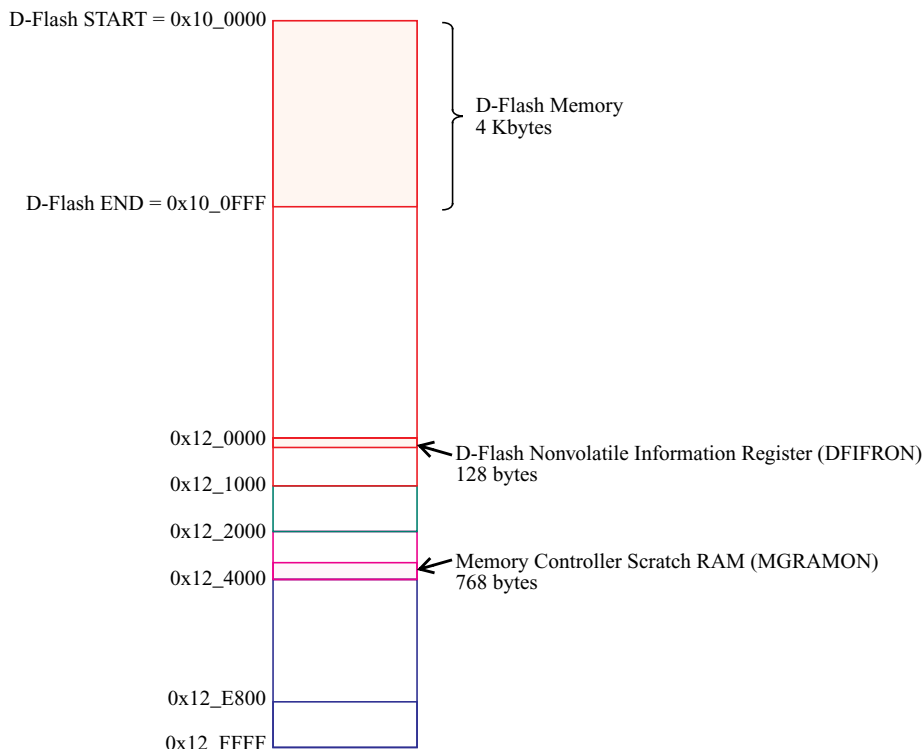 D-Flash START = 0x10_0000
D-Flash Memory
4 Kbytes
D-Flash END = 0x10_0FFF
0x12_0000
D-Flash Nonvolatile Information Register (DFIFRON)
128 bytes
0x12_1000
0x12_2000
Memory Controller Scratch RAM (MGRAMON)
768 bytes
0x12_4000
0x12_E800
0x12_FFFF